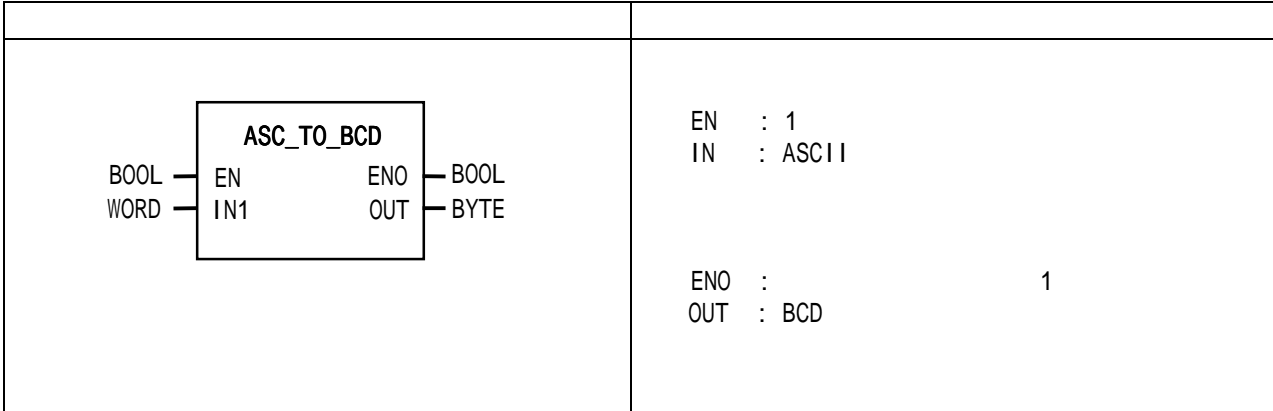 ASC_TO_BCD
BOOL EN ENO BOOL
WORD IN1 OUT BYTE
EN : 1
IN : ASCII
ENO : 1
OUT : BCD